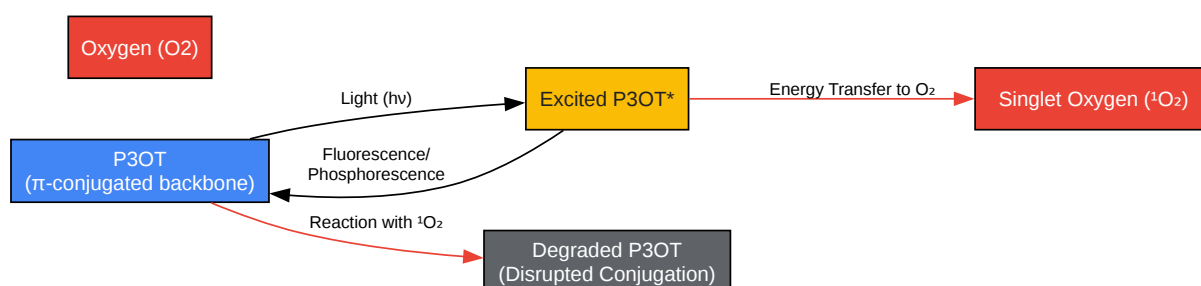 Oxygen (O2)
Light (hν)
Excited P3OT*
Energy Transfer to O₂
Singlet Oxygen (¹O₂)
P3OT
(π-conjugated backbone)
Fluorescence/
Phosphorescence
Reaction with ¹O₂
Degraded P3OT
(Disrupted Conjugation)